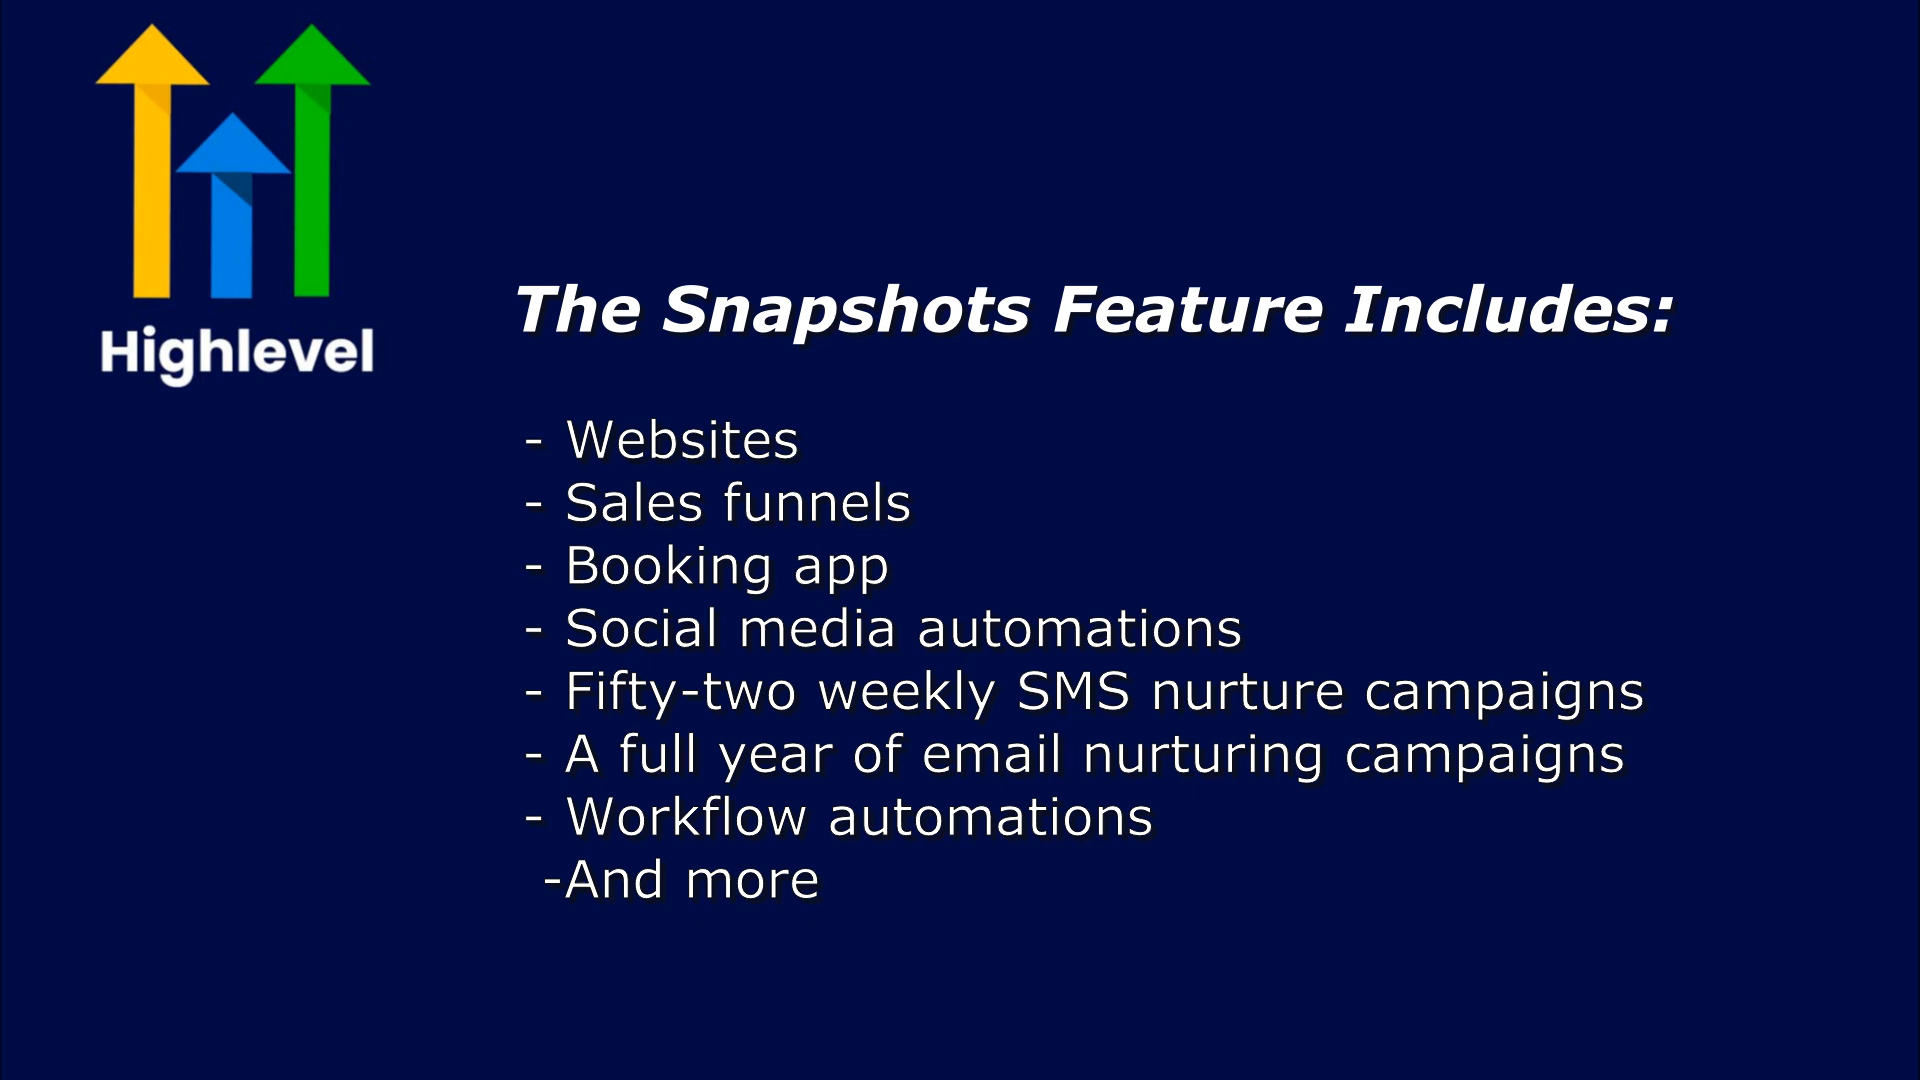 Highlevel
The Snapshots Feature Includes:
- Websites
- Sales funnels
- Booking app
- Social media automations
- Fifty-two weekly SMS nurture campaigns
- A full year of email nurturing campaigns
- Workflow automations
-And more